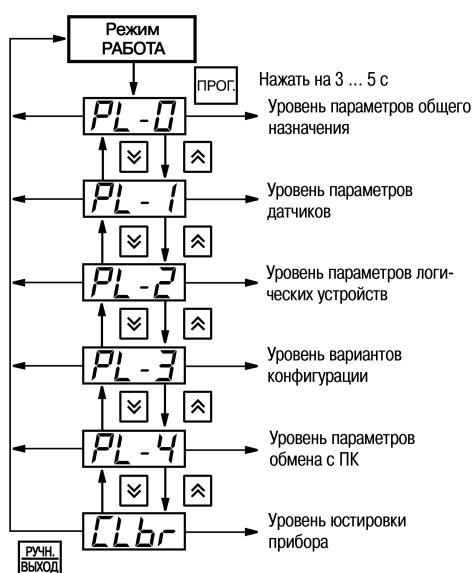 Режим
РАБОТА
ПРОГ.
Нажать на 3 ... 5 с
PL-0
Уровень параметров общего
назначения
PL-1
Уровень параметров
датчиков
PL-2
Уровень параметров логи-
ческих устройств
PL-3
Уровень вариантов
конфигурации
PL-4
Уровень параметров
обмена с ПК
CLbr
Уровень юстировки
прибора
РУЧН.
ВЫХОД